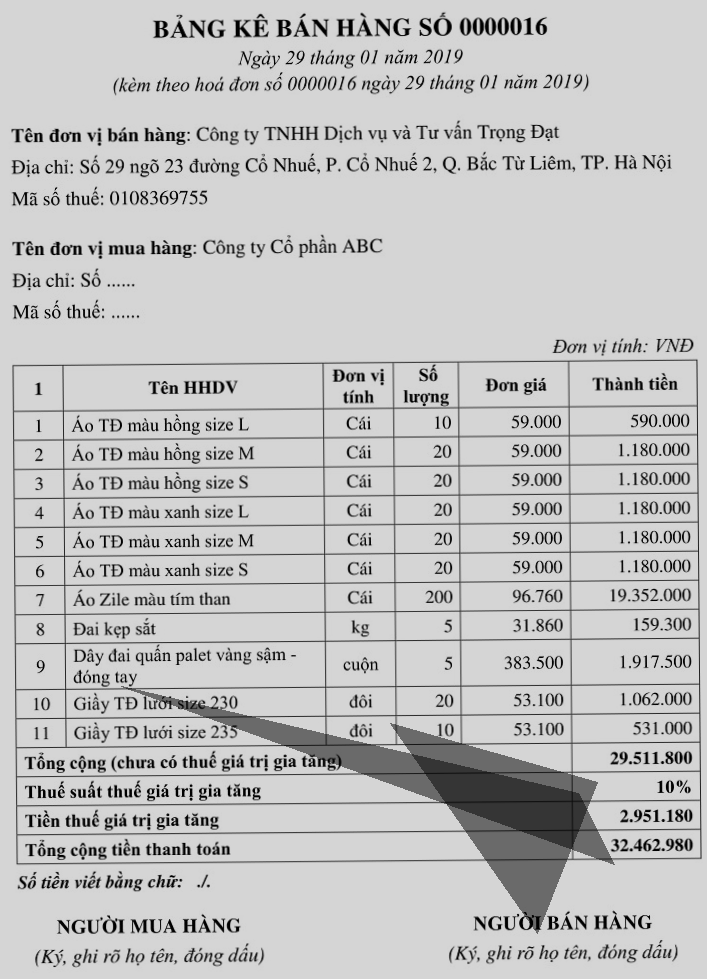 BẢNG KÊ BÁN HÀNG SỐ 0000016
Ngày 29 tháng 01 năm 2019
(kèm theo hoá đơn số 0000016 ngày 29 tháng 01 năm 2019)
Tên đơn vị bán hàng: Công ty TNHH Dịch vụ và Tư vấn Trọng Đạt
Địa chỉ: Số 29 ngõ 23 đường Cổ Nhuế, P. Cổ Nhuế 2, Q. Bắc Từ Liêm, TP. Hà Nội
Mã số thuế: 0108369755
Tên đơn vị mua hàng: Công ty Cổ phần ABC
Địa chỉ: Số ......
Mã số thuế: ......
Đơn vị tính: VNĐ
1 Tên HHDV Đơn vị tính Số lượng Đơn giá Thành tiền
1 Áo TĐ màu hồng size L Cái 10 59.000 590.000
2 Áo TĐ màu hồng size M Cái 20 59.000 1.180.000
3 Áo TĐ màu hồng size S Cái 20 59.000 1.180.000
4 Áo TĐ màu xanh size L Cái 20 59.000 1.180.000
5 Áo TĐ màu xanh size M Cái 20 59.000 1.180.000
6 Áo TĐ màu xanh size S Cái 20 59.000 1.180.000
7 Áo Zile màu tím than Cái 200 96.760 19.352.000
8 Đai kẹp sắt kg 5 31.860 159.300
9 Dây đai quấn palet vàng sậm - đóng tay cuộn 5 383.500 1.917.500
10 Giầy TĐ lưới size 230 đôi 20 53.100 1.062.000
11 Giầy TĐ lưới size 235 đôi 10 53.100 531.000
Tổng cộng (chưa có thuế giá trị gia tăng) 29.511.800
Thuế suất thuế giá trị gia tăng 10%
Tiền thuế giá trị gia tăng 2.951.180
Tổng cộng tiền thanh toán 32.462.980
Số tiền viết bằng chữ: ./.
NGƯỜI MUA HÀNG NGƯỜI BÁN HÀNG
(Ký, ghi rõ họ tên, đóng dấu) (Ký, ghi rõ họ tên, đóng dấu)